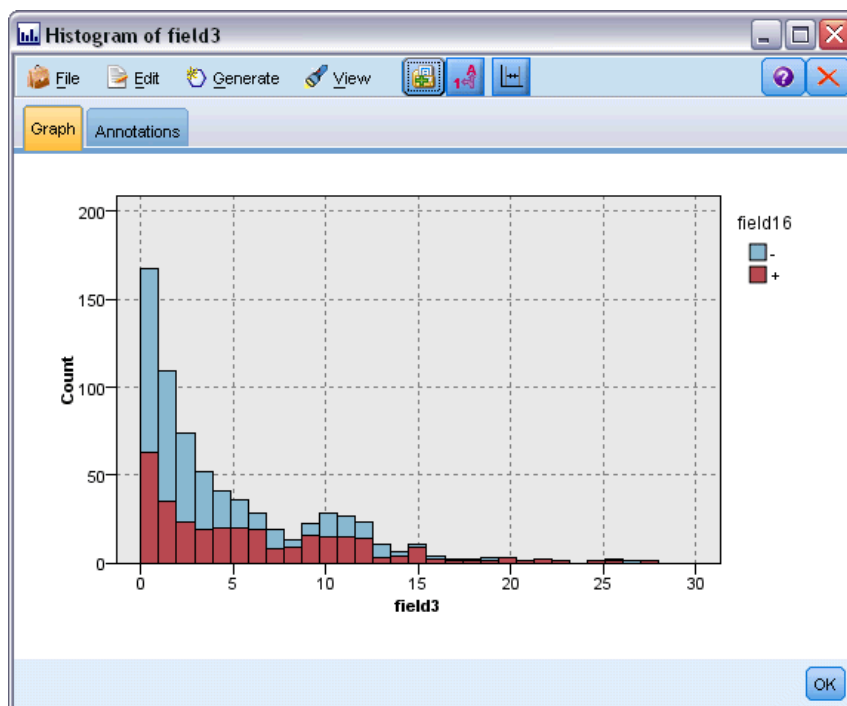 Histogram of field3
File Edit Generate View
Graph Annotations
field16
-
+
200
150
100
50
0
Count
0 5 10 15 20 25 30
field3
OK